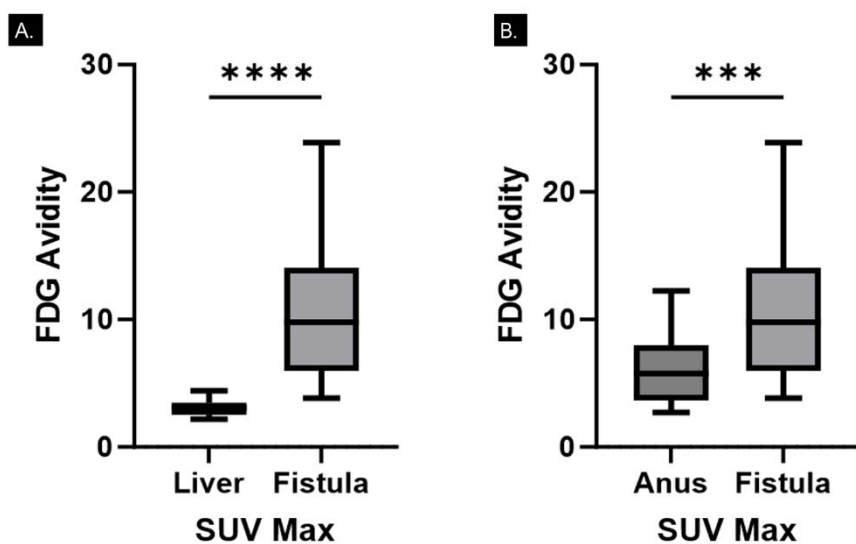 A.
FDG Avidity
30
20
10
0
****
Liver Fistula
SUV Max
B.
FDG Avidity
30
20
10
0
***
Anus Fistula
SUV Max